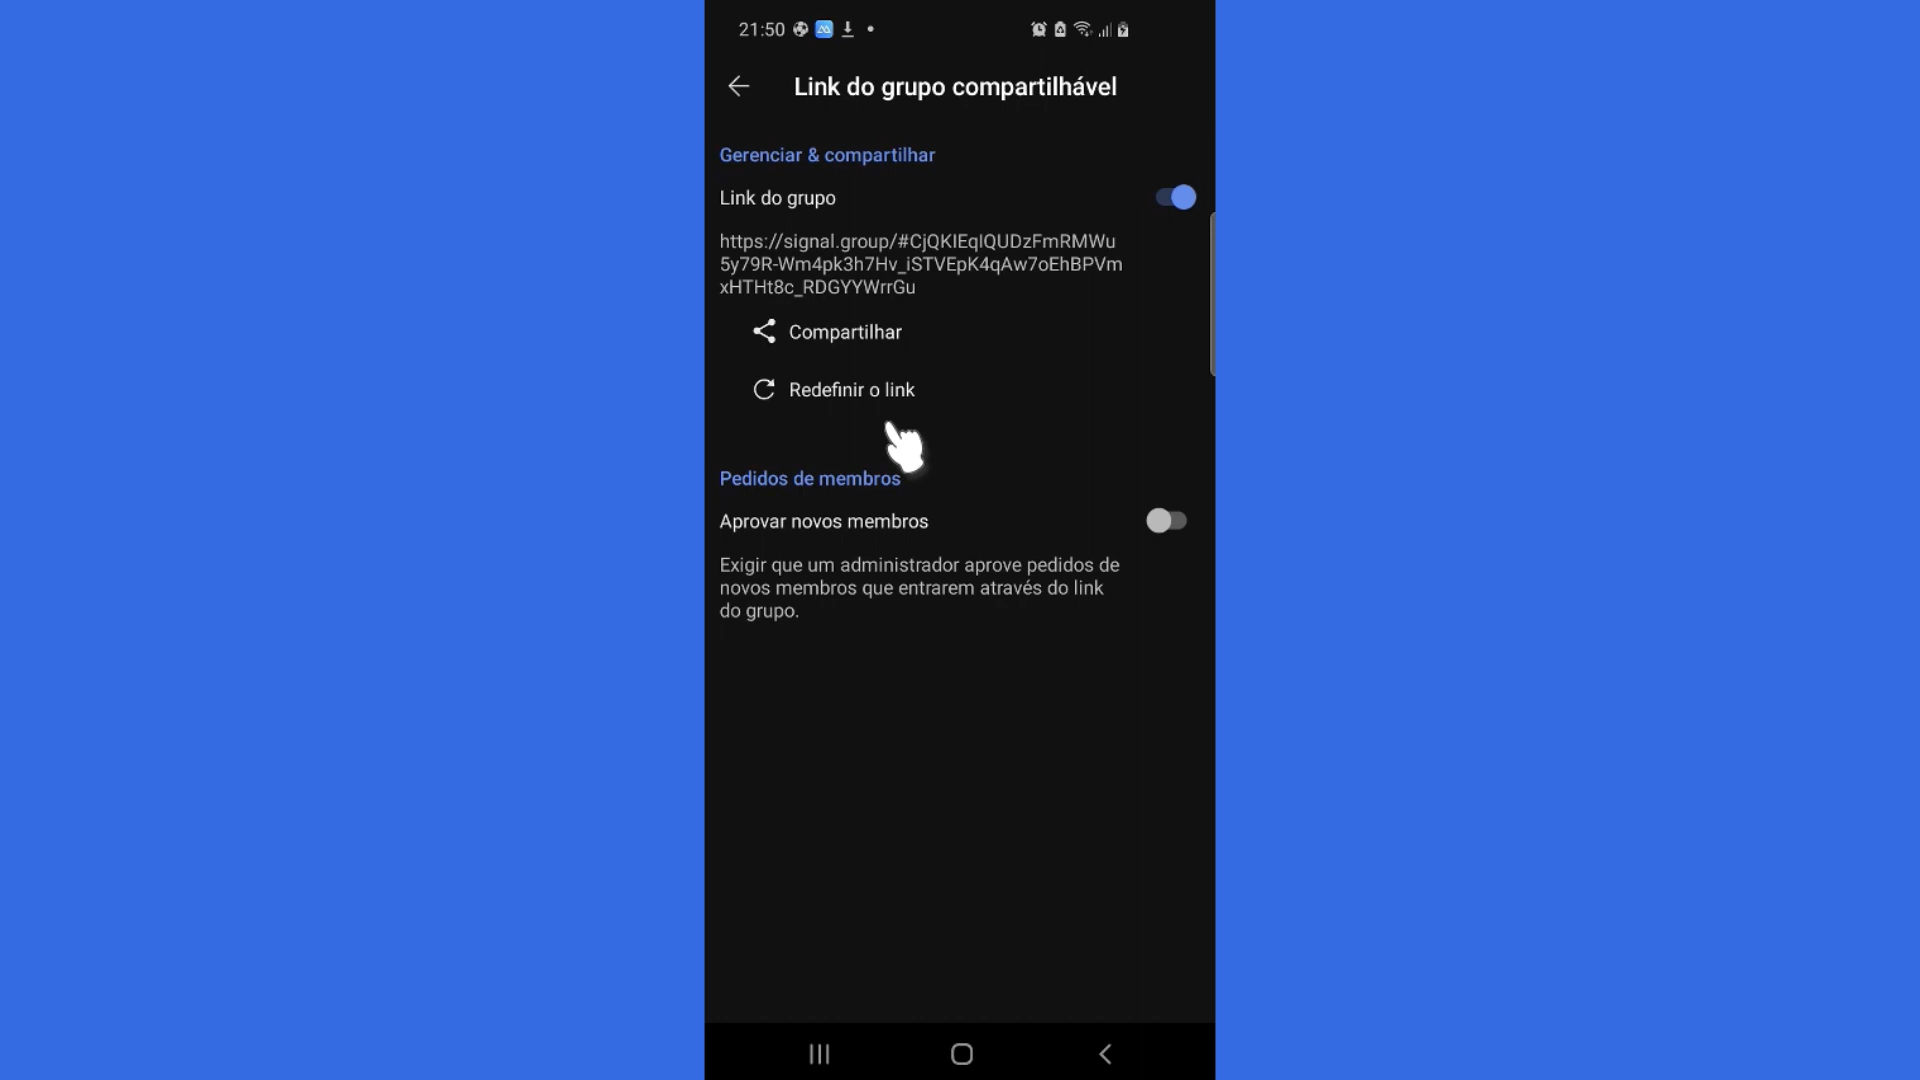 21:50
Link do grupo compartilhável
Gerenciar & compartilhar
Link do grupo
https://signal.group/#CjQKIEqIQUDzFmRMWu
5y79R-Wm4pk3h7Hv_iSTVEpK4qAw7oEhBPVm
xHTHt8c_RDGYYWrrGu
Compartilhar
Redefinir o link
Pedidos de membros
Aprovar novos membros
Exigir que um administrador aprove pedidos de
novos membros que entrarem através do link
do grupo.